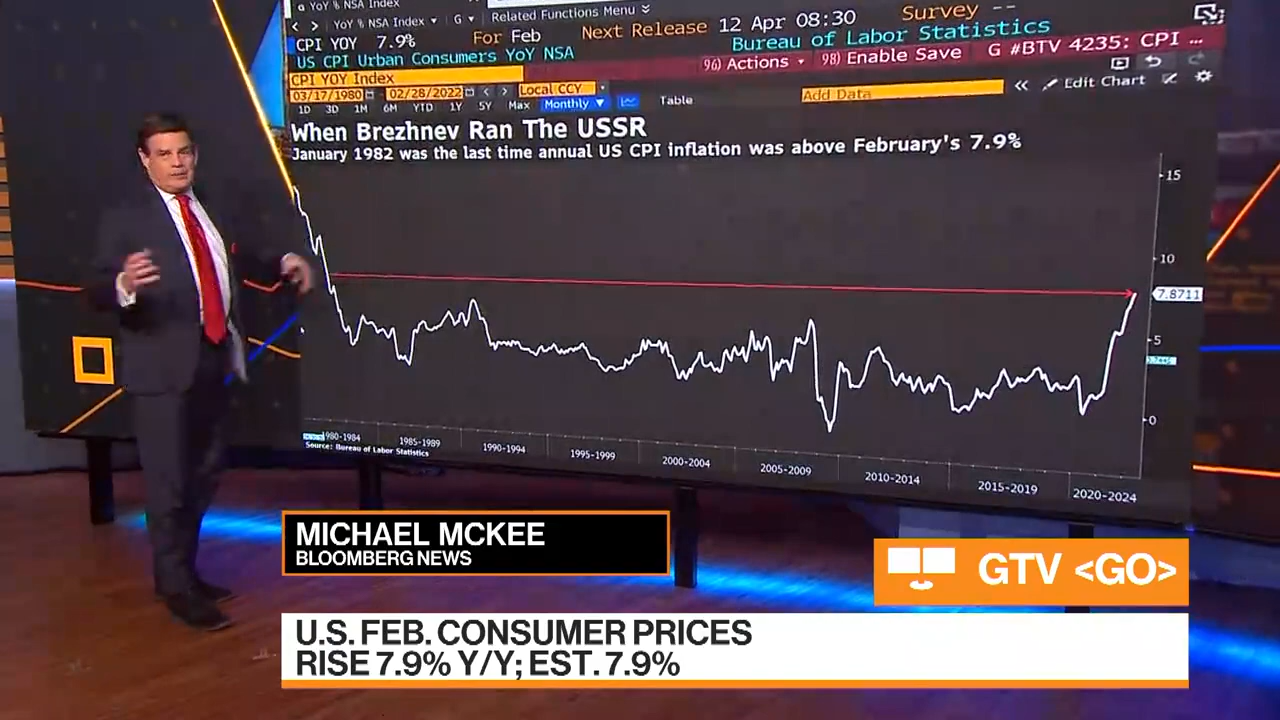 YoY % NSA Index
YoY % NSA Index G Related Functions Menu
CPI YOY 7.9% For Feb Next Release 12 Apr 08:30 Survey --
US CPI Urban Consumers YoY NSA Bureau of Labor Statistics
CPI YOY Index 96) Actions 98) Enable Save G #BTV 4235: CPI ...
03/17/1980 02/28/2022 Local CCY Add Data Edit Chart
1D 3D 1M 6M YTD 1Y 5Y Max Monthly Table
When Brezhnev Ran The USSR
January 1982 was the last time annual US CPI inflation was above February's 7.9%
15
10
7.8711
5
0
1980-1984 1985-1989 1990-1994 1995-1999 2000-2004 2005-2009 2010-2014 2015-2019 2020-2024
Source: Bureau of Labor Statistics
MICHAEL MCKEE
BLOOMBERG NEWS
GTV <GO>
U.S. FEB. CONSUMER PRICES
RISE 7.9% Y/Y; EST. 7.9%